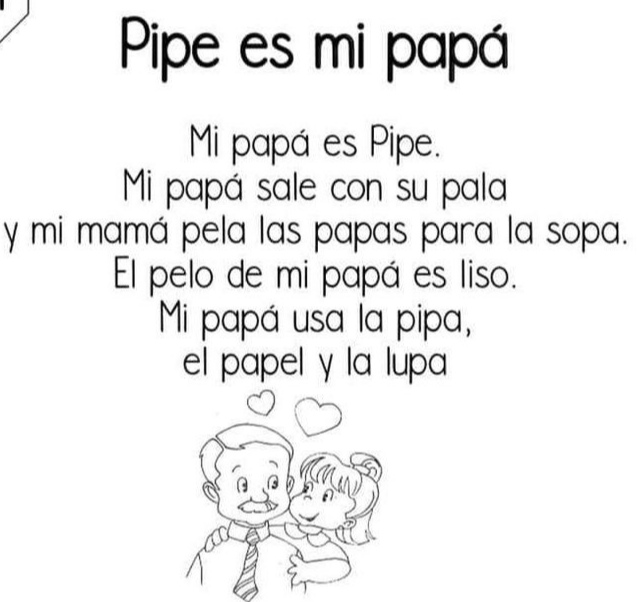 Pipe es mi papá
Mi papá es Pipe.
Mi papá sale con su pala
y mi mamá pela las papas para la sopa.
El pelo de mi papá es liso.
Mi papá usa la pipa,
el papel y la lupa